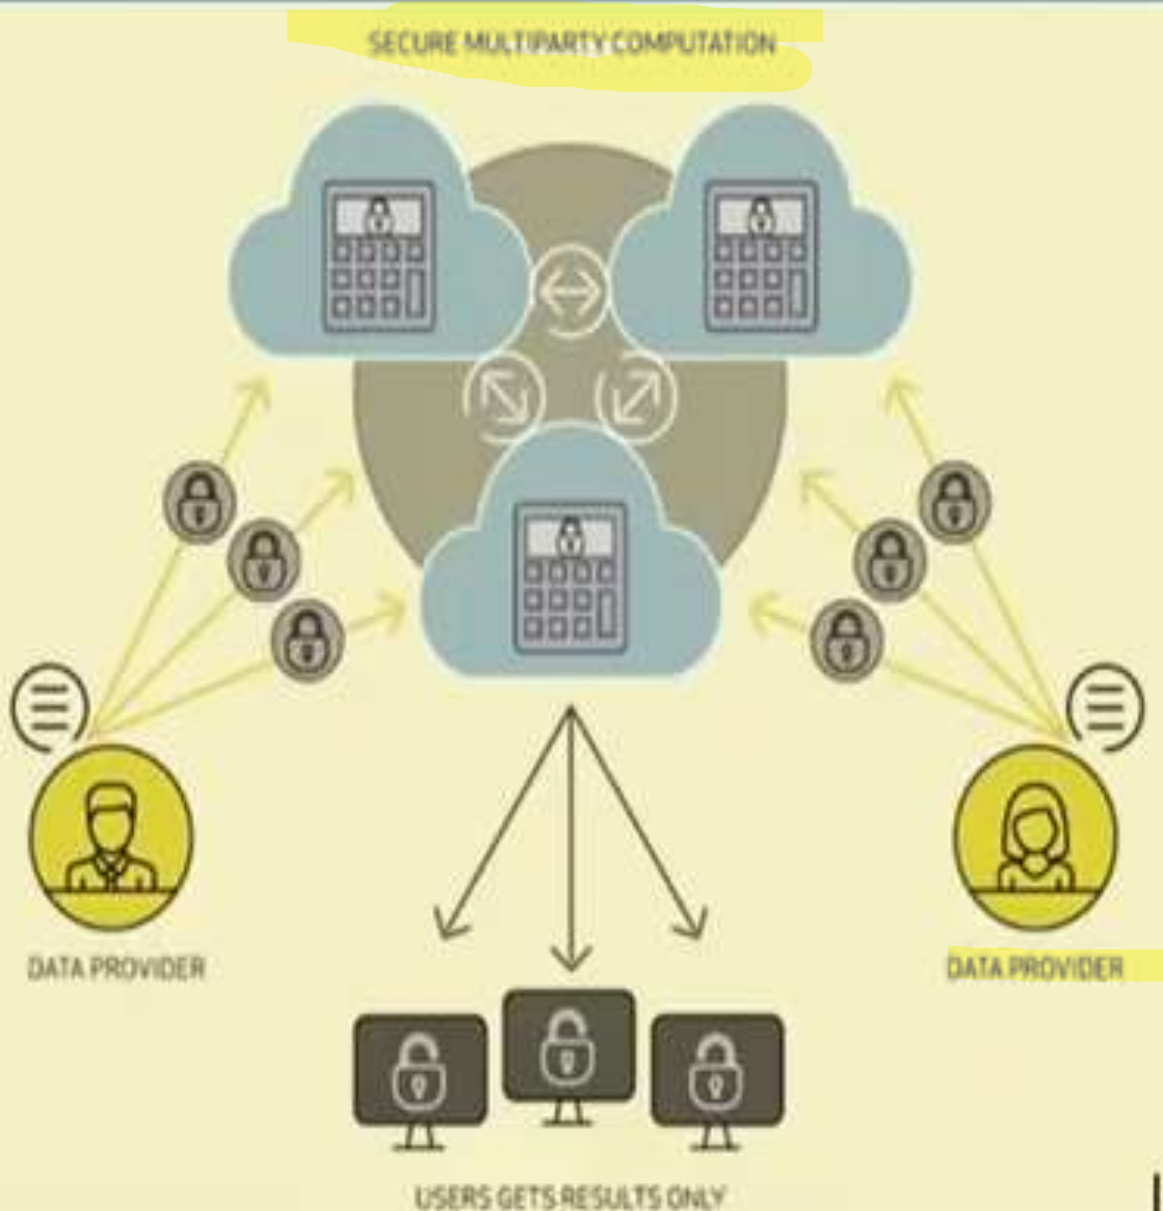 SECURE MULTIPARTY COMPUTATION
DATA PROVIDER
DATA PROVIDER
USERS GETS RESULTS ONLY